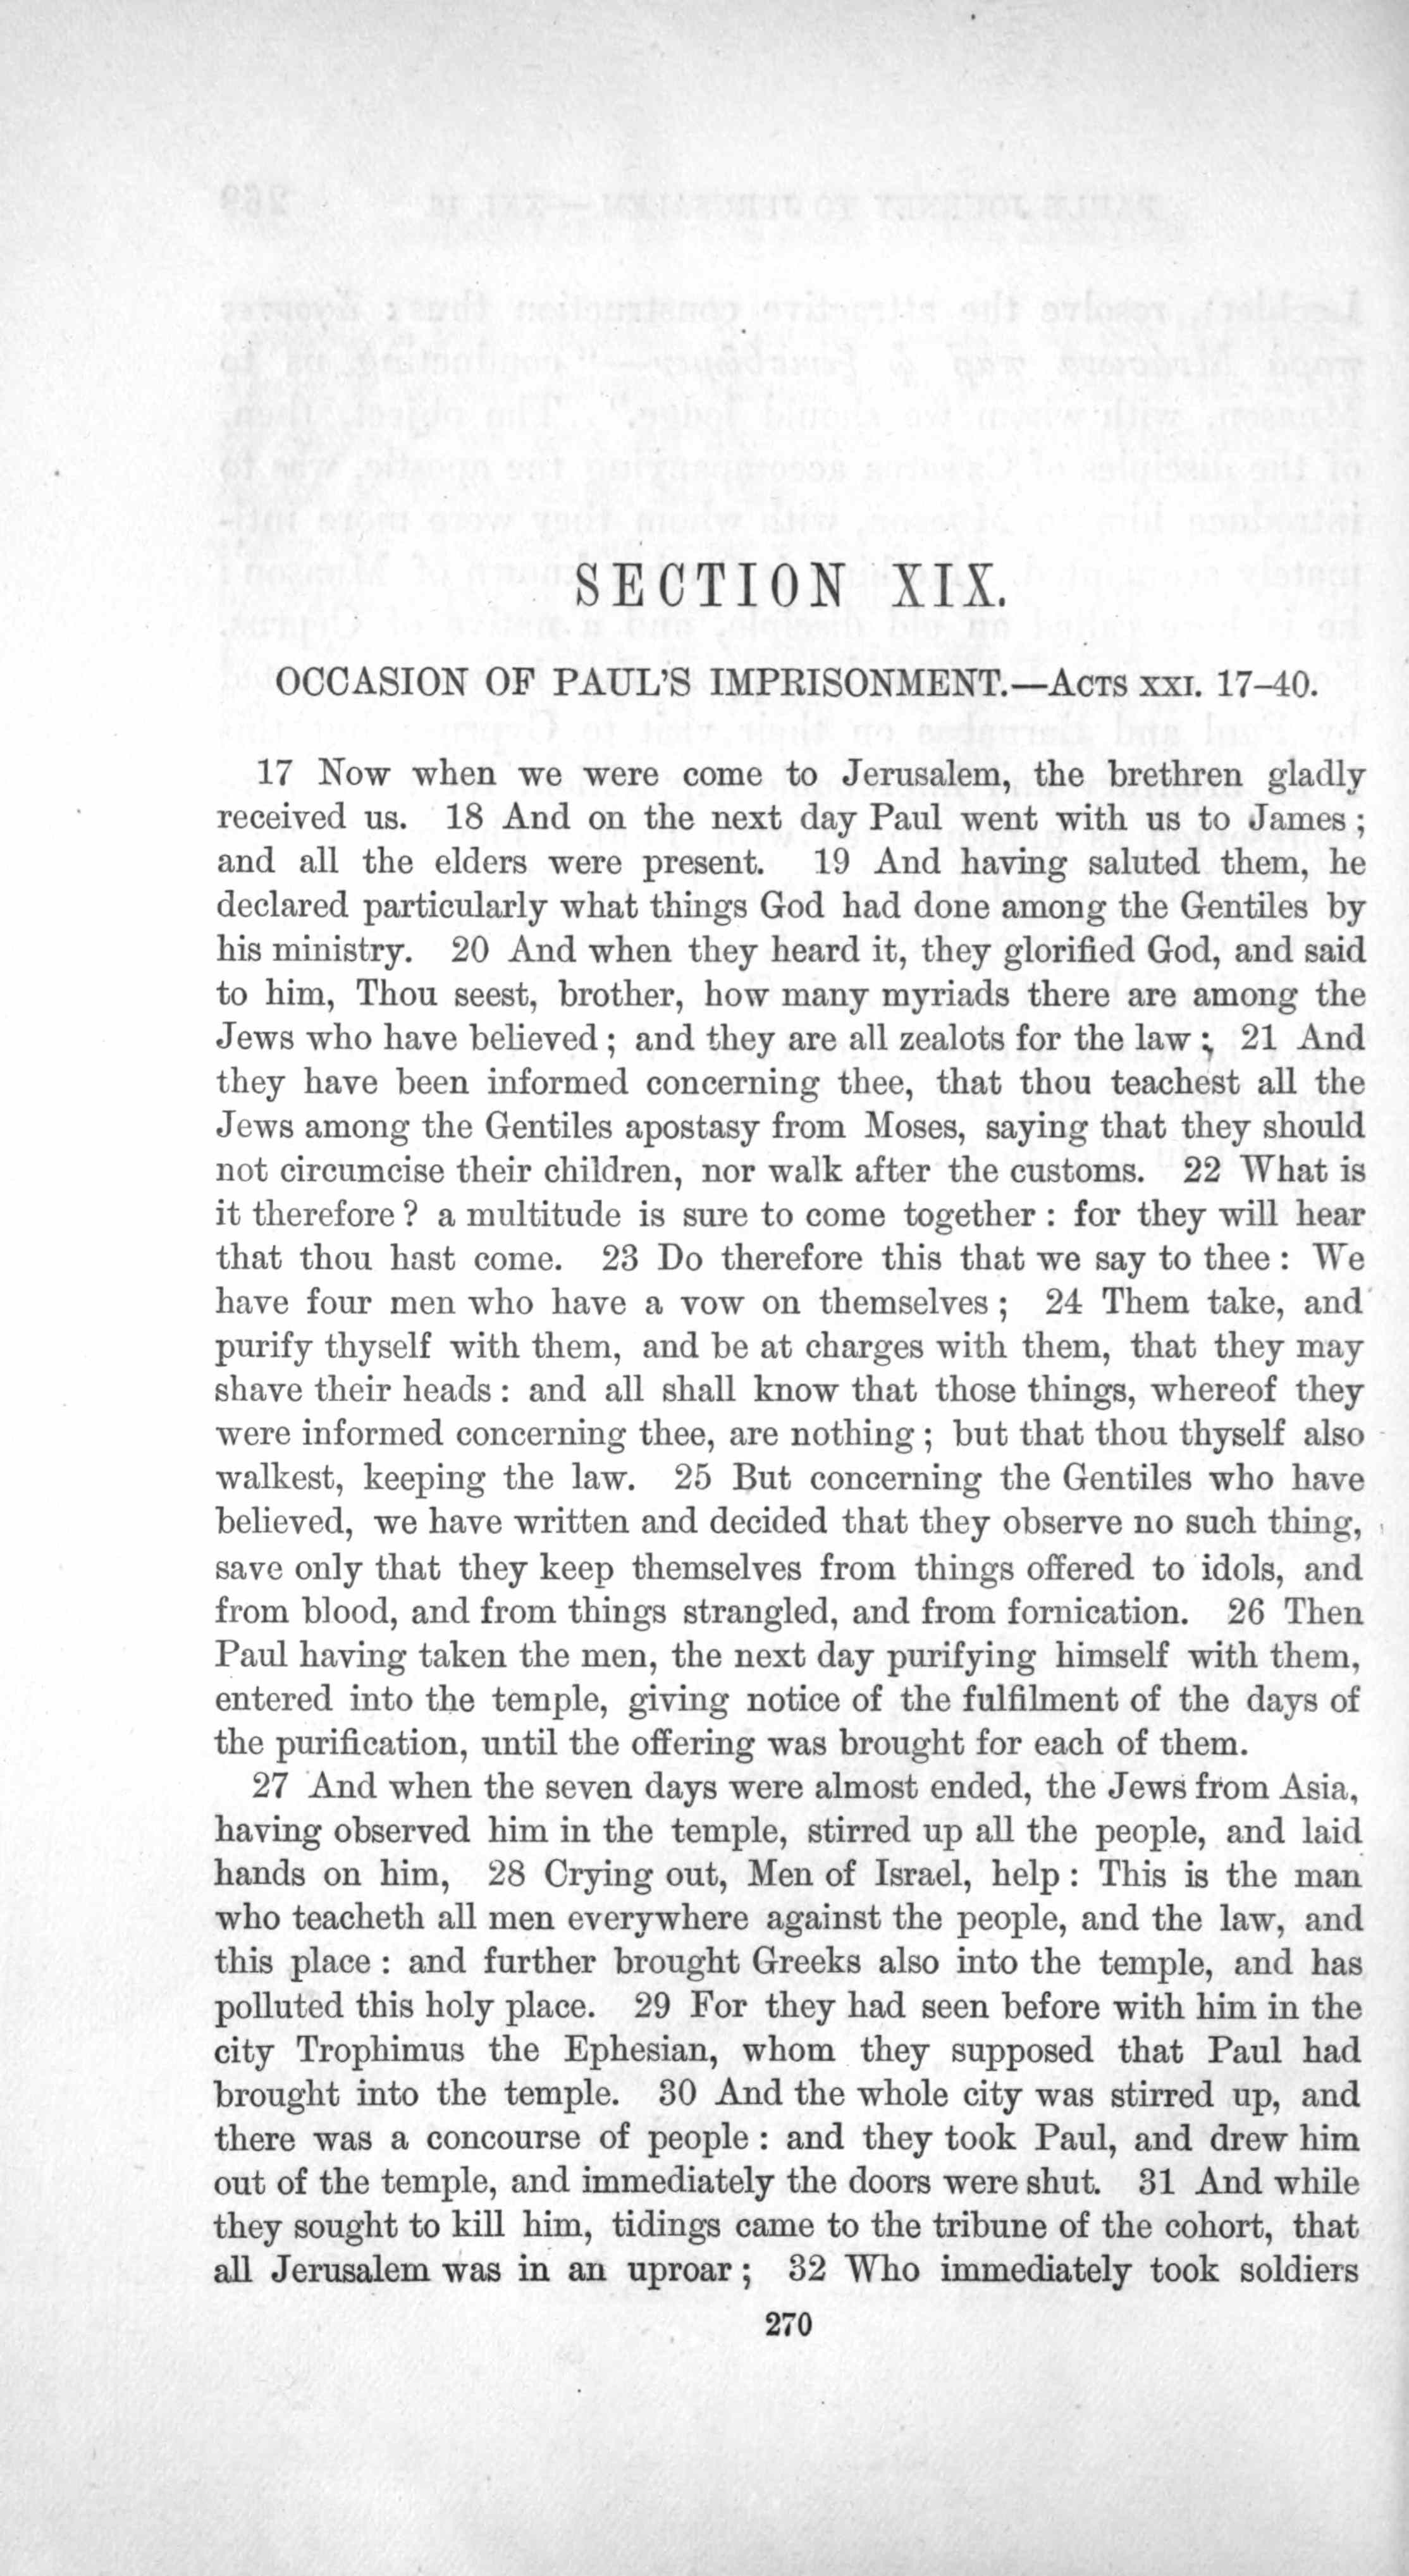 SECTION XIX.
OCCASION OF PAUL'S IMPRISONMENT.—ACTS XXI. 17–40.
17 Now when we were come to Jerusalem, the brethren gladly
received us. 18 And on the next day Paul went with us to James ;
and all the elders were present. 19 And having saluted them, he
declared particularly what things God had done among the Gentiles by
his ministry. 20 And when they heard it, they glorified God, and said
to him, Thou seest, brother, how many myriads there are among the
Jews who have believed ; and they are all zealots for the law ; 21 And
they have been informed concerning thee, that thou teachest all the
Jews among the Gentiles apostasy from Moses, saying that they should
not circumcise their children, nor walk after the customs. 22 What is
it therefore ? a multitude is sure to come together : for they will hear
that thou hast come. 23 Do therefore this that we say to thee : We
have four men who have a vow on themselves ; 24 Them take, and
purify thyself with them, and be at charges with them, that they may
shave their heads : and all shall know that those things, whereof they
were informed concerning thee, are nothing ; but that thou thyself also
walkest, keeping the law. 25 But concerning the Gentiles who have
believed, we have written and decided that they observe no such thing,
save only that they keep themselves from things offered to idols, and
from blood, and from things strangled, and from fornication. 26 Then
Paul having taken the men, the next day purifying himself with them,
entered into the temple, giving notice of the fulfilment of the days of
the purification, until the offering was brought for each of them.
27 And when the seven days were almost ended, the Jews from Asia,
having observed him in the temple, stirred up all the people, and laid
hands on him, 28 Crying out, Men of Israel, help : This is the man
who teacheth all men everywhere against the people, and the law, and
this place : and further brought Greeks also into the temple, and has
polluted this holy place. 29 For they had seen before with him in the
city Trophimus the Ephesian, whom they supposed that Paul had
brought into the temple. 30 And the whole city was stirred up, and
there was a concourse of people : and they took Paul, and drew him
out of the temple, and immediately the doors were shut. 31 And while
they sought to kill him, tidings came to the tribune of the cohort, that
all Jerusalem was in an uproar ; 32 Who immediately took soldiers
270